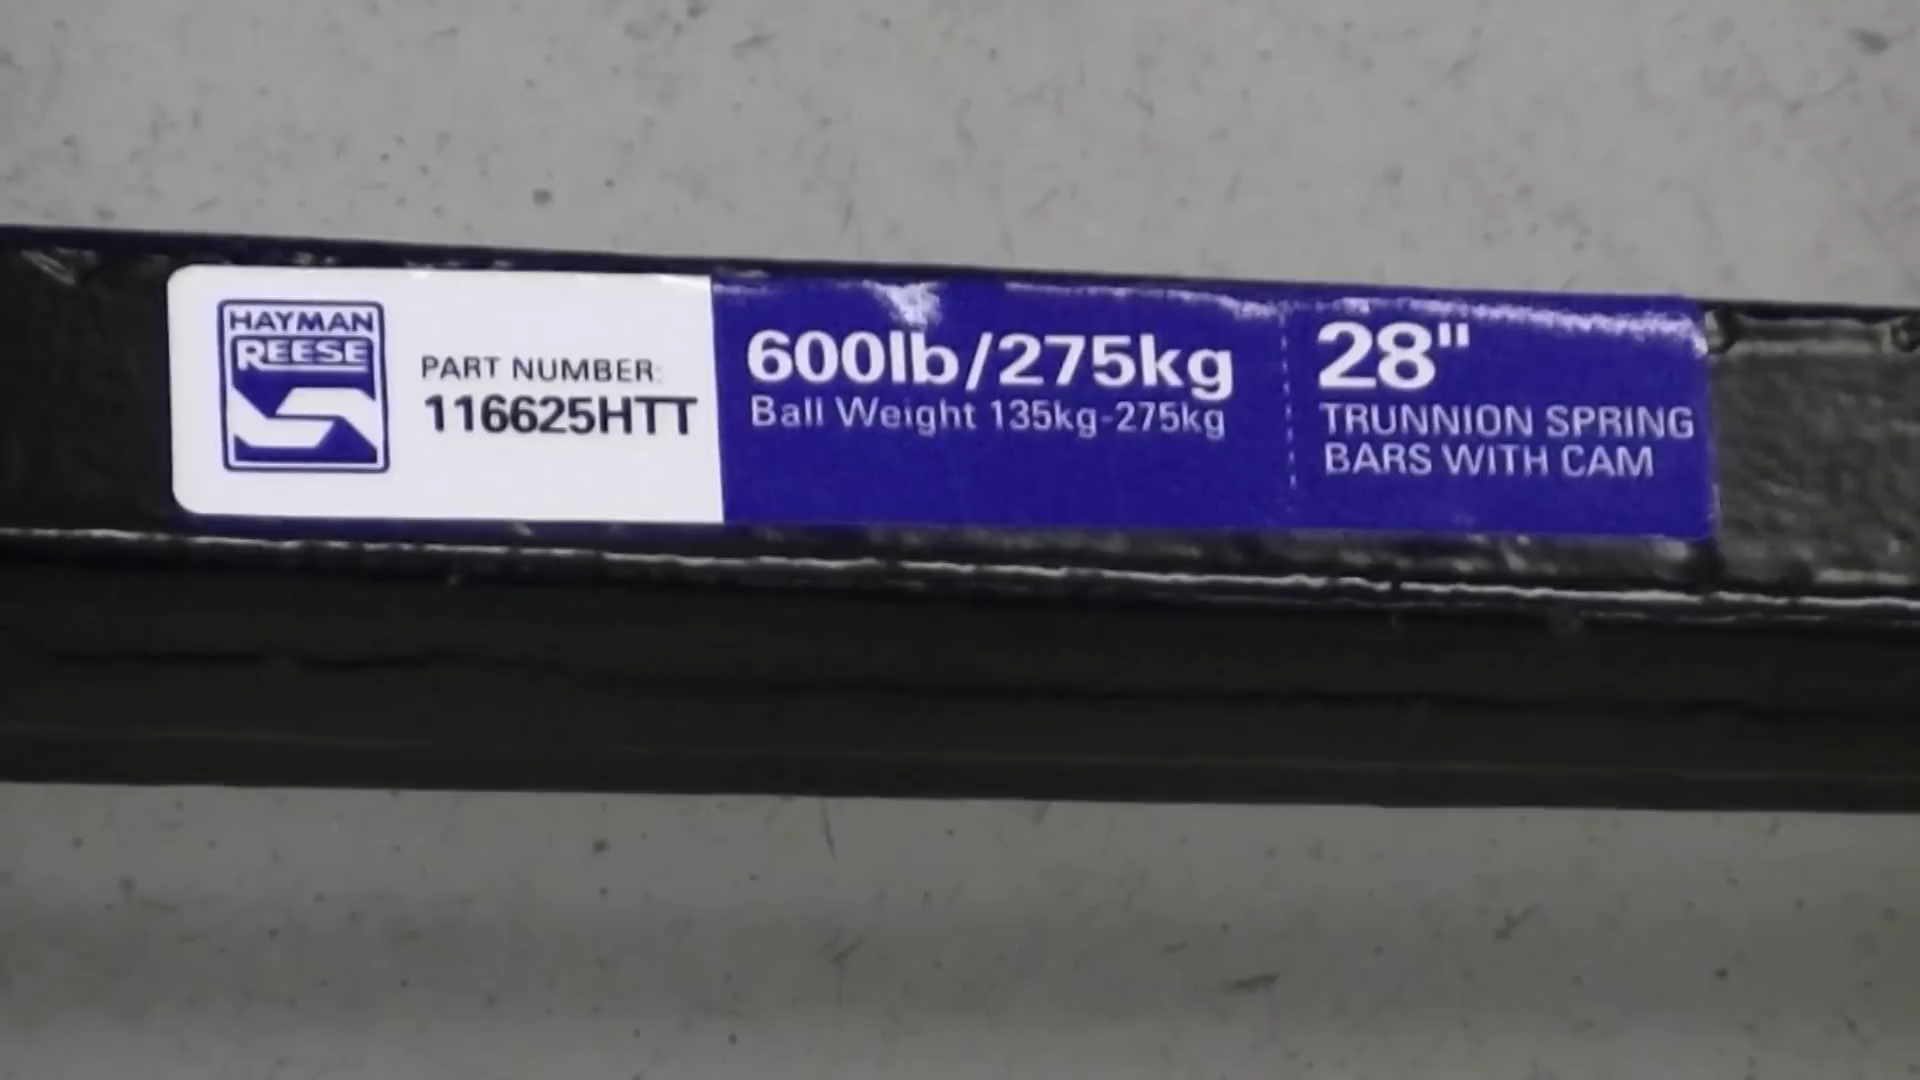 HAYMAN
REESE
PART NUMBER:
116625HTT
600lb/275kg
Ball Weight 135kg-275kg
28"
TRUNNION SPRING
BARS WITH CAM